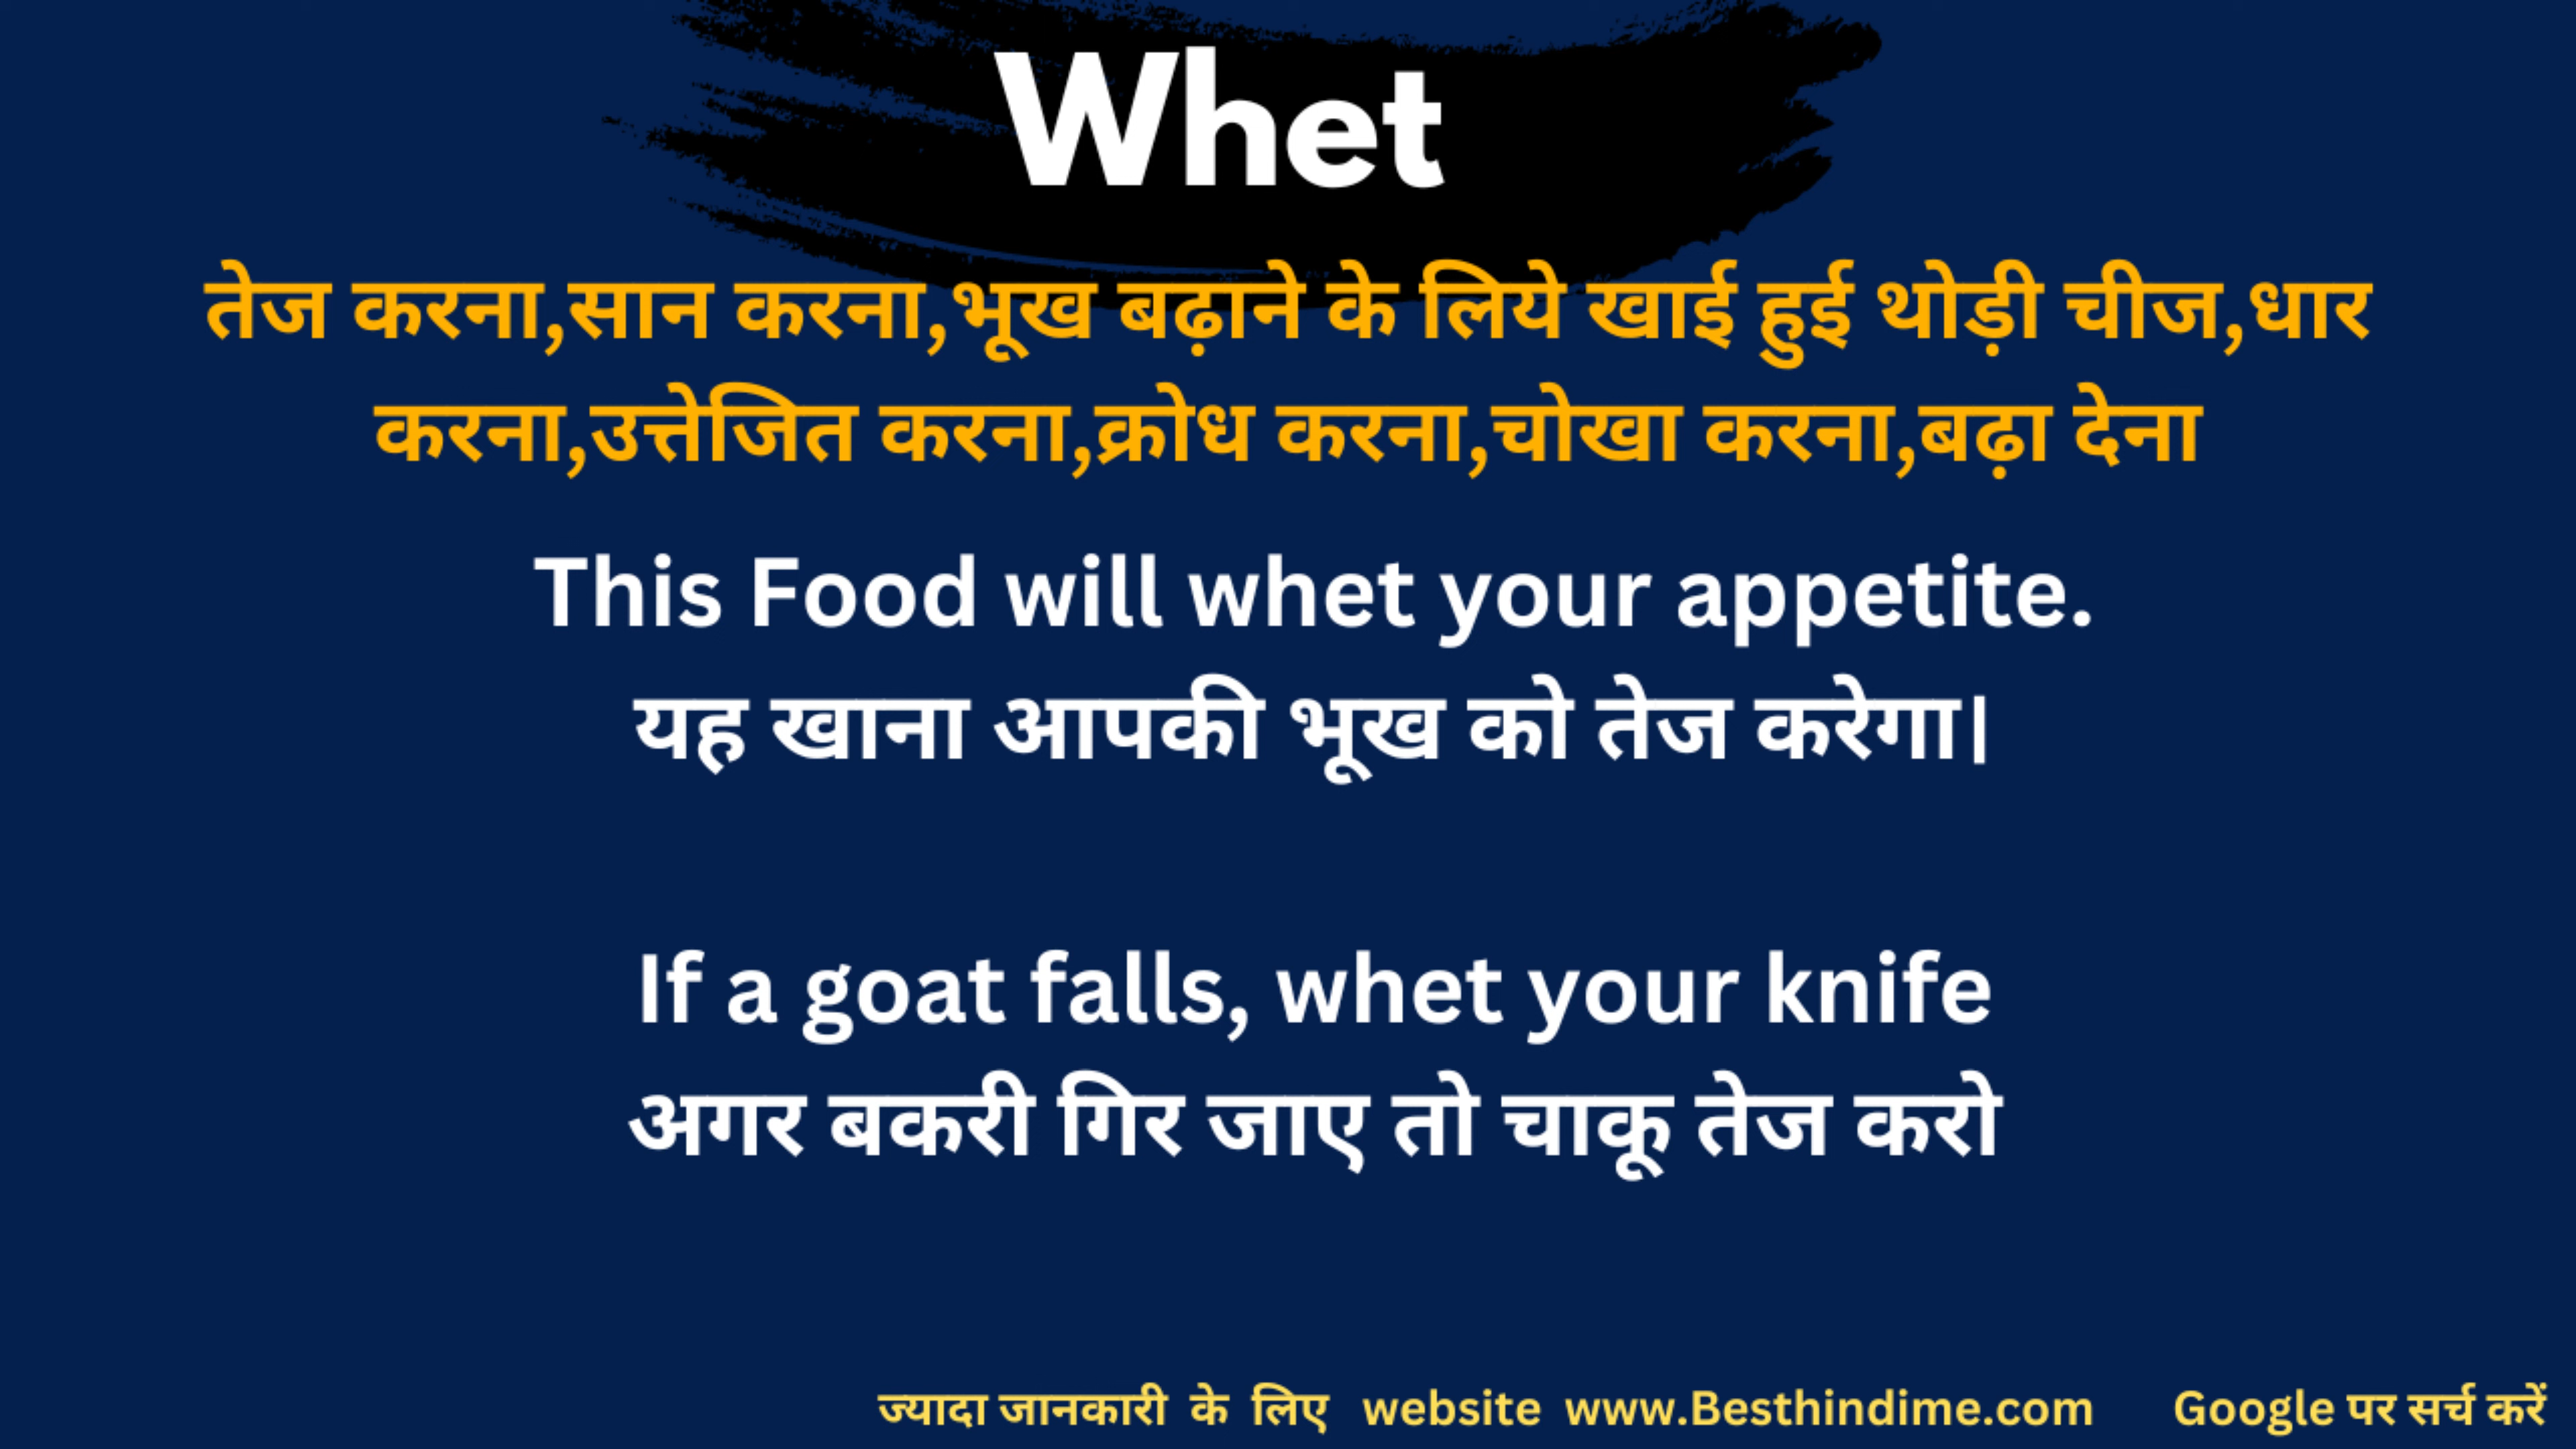 Whet
तेज करना,सान करना,भूख बढ़ाने के लिये खाई हुई थोड़ी चीज,धार
करना,उत्तेजित करना,क्रोध करना,चोखा करना,बढ़ा देना
This Food will whet your appetite.
यह खाना आपकी भूख को तेज करेगा।
If a goat falls, whet your knife
अगर बकरी गिर जाए तो चाकू तेज करो
ज्यादा जानकारी के लिए website www.Besthindime.com Google पर सर्च करें